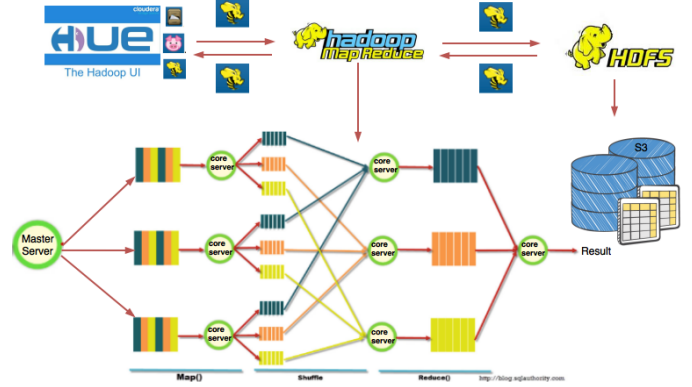 cloudera
HUE
The Hadoop UI
hadoop
Map Reduce
HDFS
S3
Master
Server
core
server
core
server
core
server
core
server
core
server
core
server
core
server
Result
Map()
Shuffle
Reduce()
http://blog.sqlauthority.com